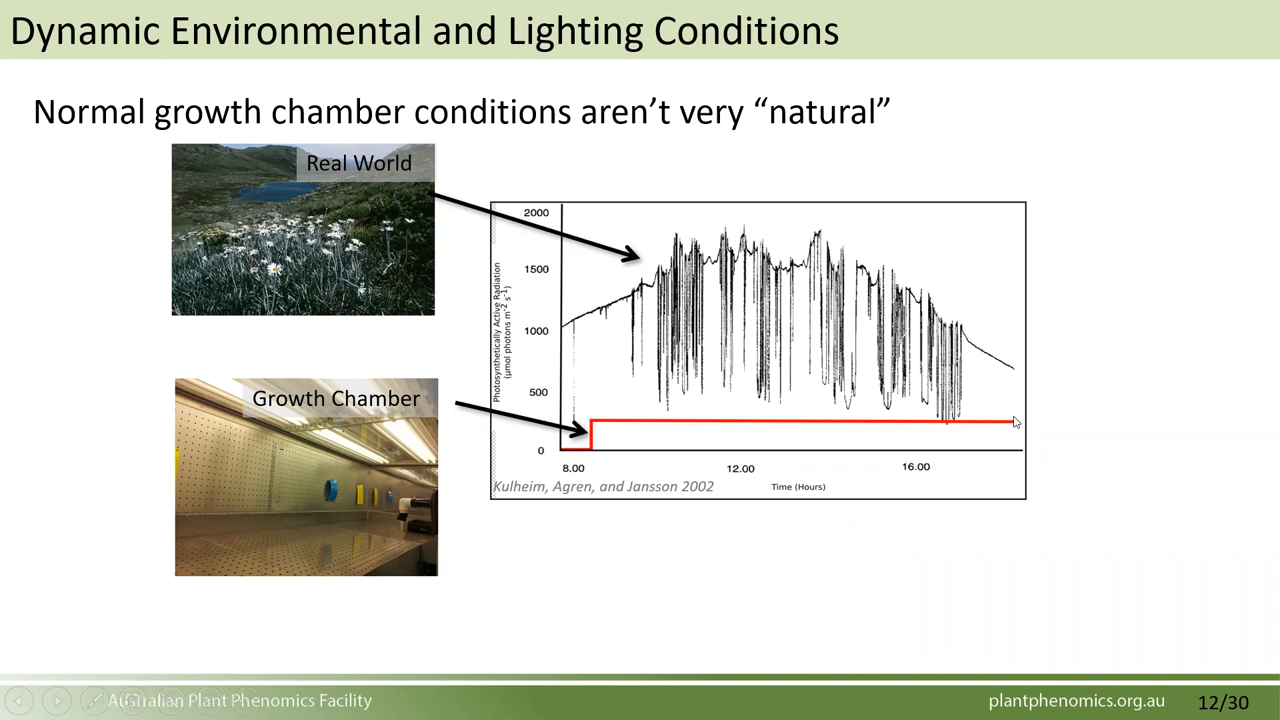 Dynamic Environmental and Lighting Conditions
Normal growth chamber conditions aren’t very “natural”
Real World
Growth Chamber
2000
1500
1000
500
0
Photosynthetically Active Radiation
(µmol photons m⁻² s⁻¹)
8.00
12.00
16.00
Time (Hours)
Kulheim, Agren, and Jansson 2002
Australian Plant Phenomics Facility
plantphenomics.org.au
12/30